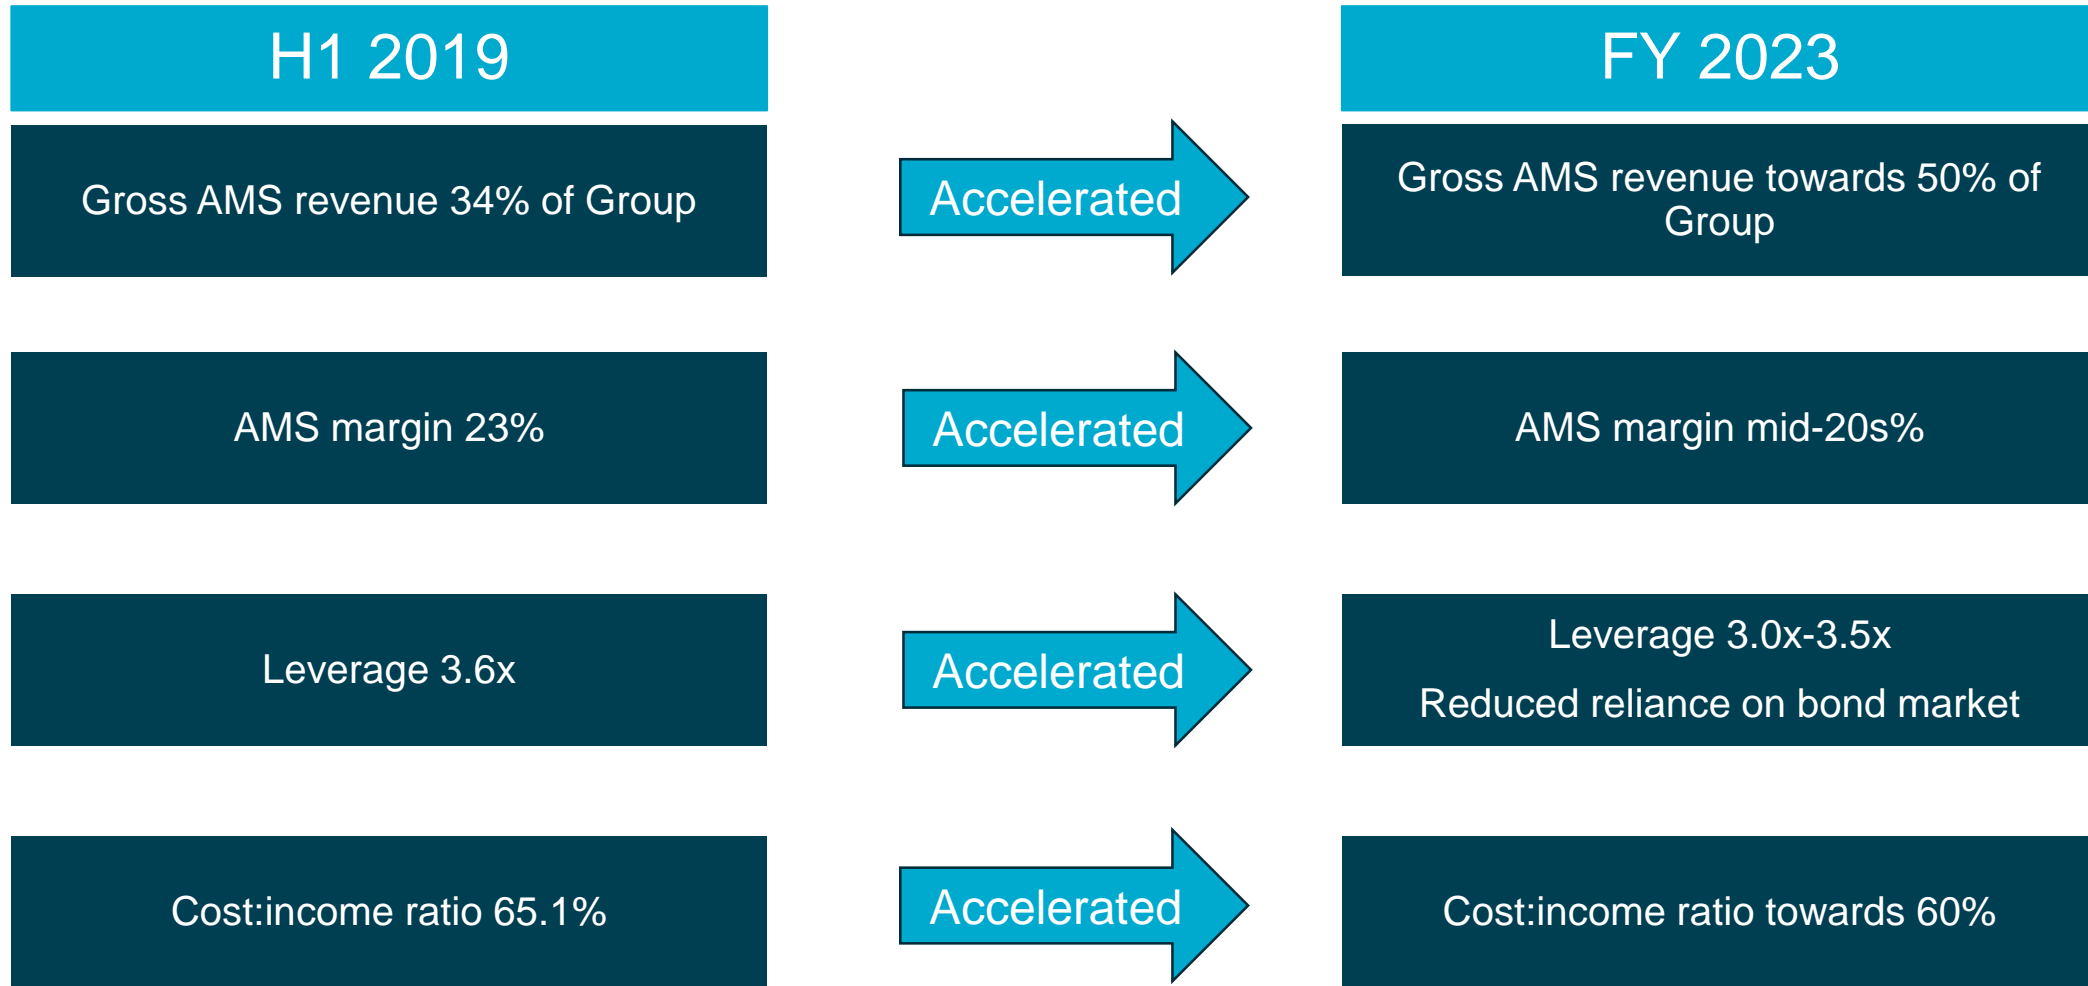 H1 2019
FY 2023
Gross AMS revenue 34% of Group
Accelerated
Gross AMS revenue towards 50% of
Group
AMS margin 23%
Accelerated
AMS margin mid-20s%
Leverage 3.6x
Accelerated
Leverage 3.0x-3.5x
Reduced reliance on bond market
Cost:income ratio 65.1%
Accelerated
Cost:income ratio towards 60%